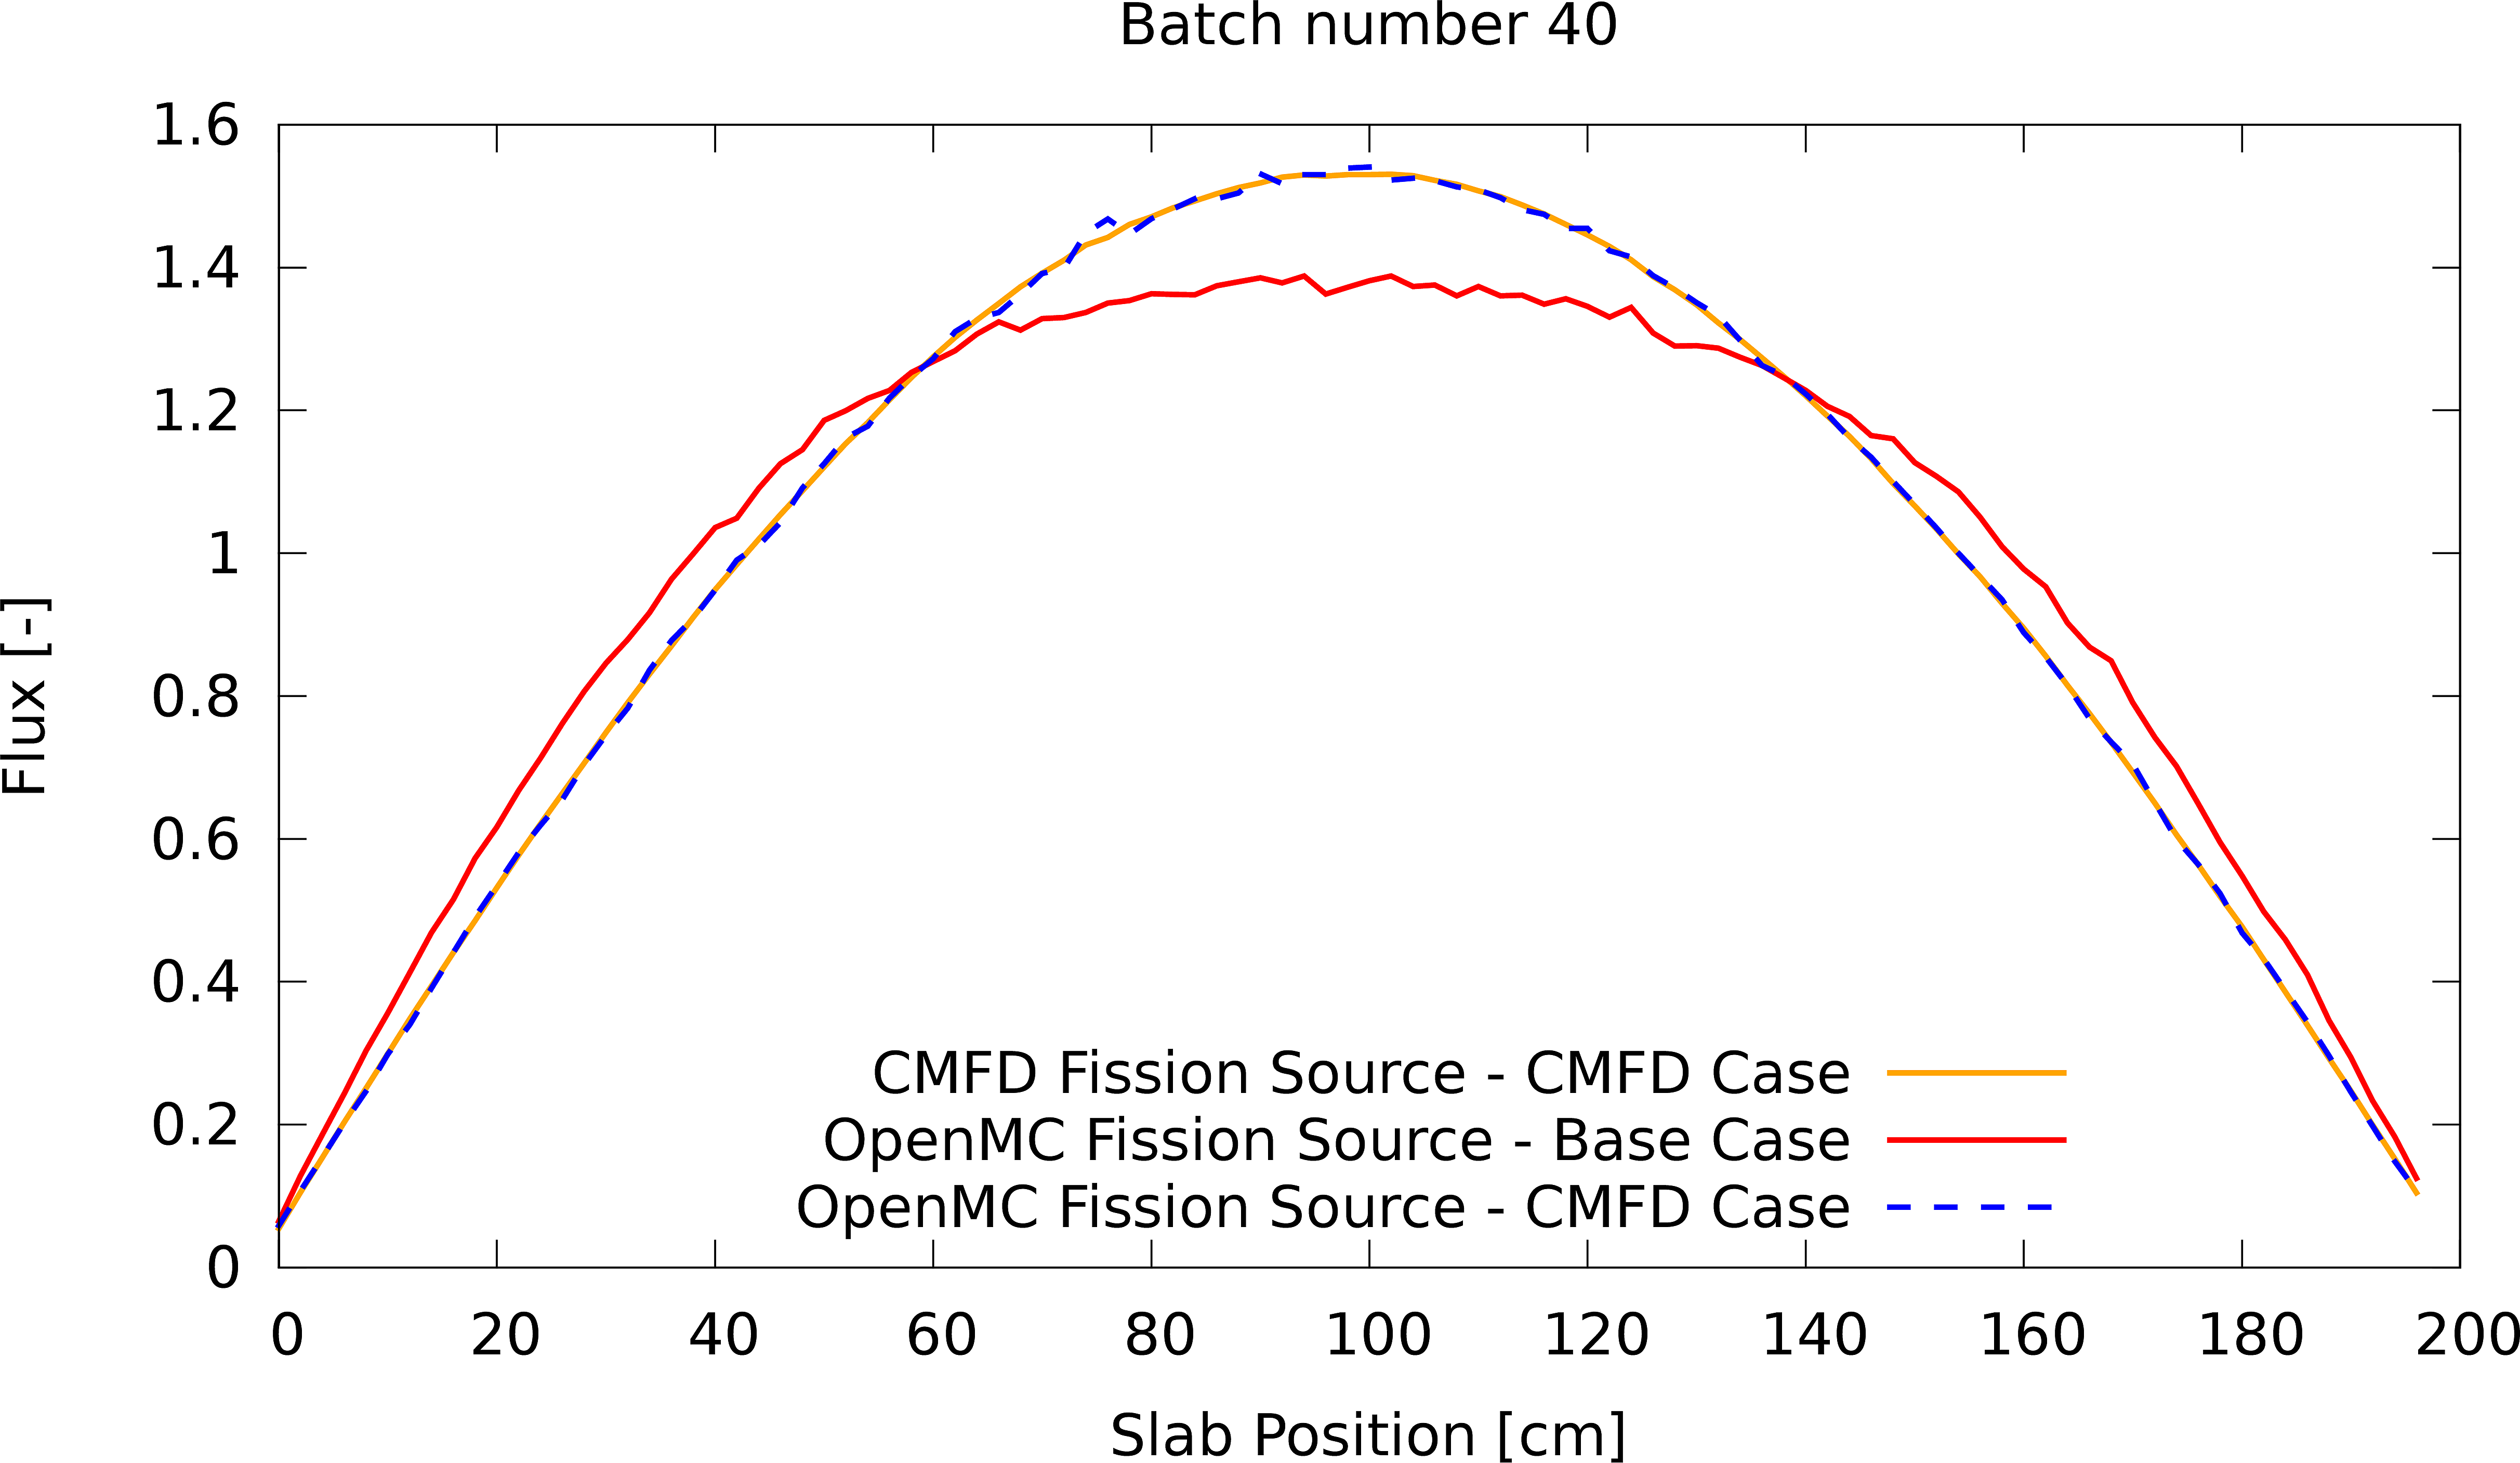 Batch number 40
1.6
1.4
1.2
1
0.8
0.6
0.4
0.2
0
Flux [-]
CMFD Fission Source - CMFD Case
OpenMC Fission Source - Base Case
OpenMC Fission Source - CMFD Case
0 20 40 60 80 100 120 140 160 180 200
Slab Position [cm]